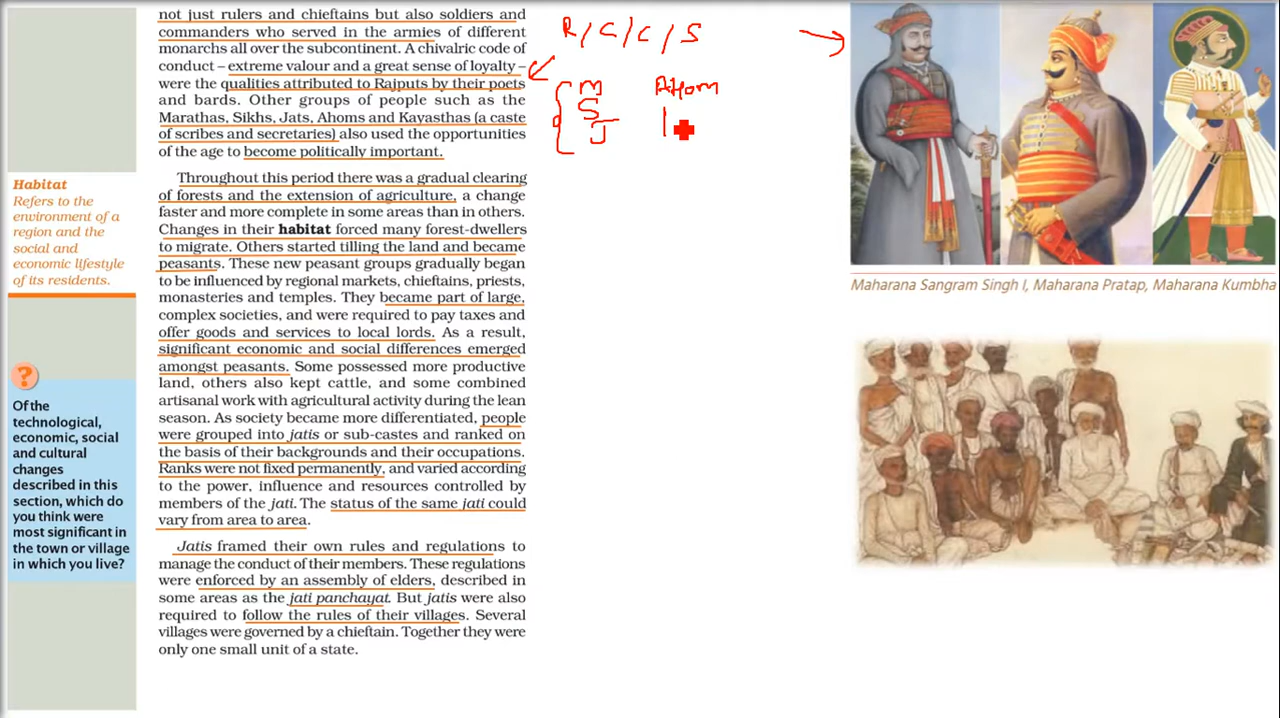 not just rulers and chieftains but also soldiers and
commanders who served in the armies of different
monarchs all over the subcontinent. A chivalric code of
conduct – extreme valour and a great sense of loyalty –
were the qualities attributed to Rajputs by their poets
and bards. Other groups of people such as the
Marathas, Sikhs, Jats, Ahoms and Kayasthas (a caste
of scribes and secretaries) also used the opportunities
of the age to become politically important.
Throughout this period there was a gradual clearing
of forests and the extension of agriculture, a change
faster and more complete in some areas than in others.
Changes in their habitat forced many forest-dwellers
to migrate. Others started tilling the land and became
peasants. These new peasant groups gradually began
to be influenced by regional markets, chieftains, priests,
monasteries and temples. They became part of large,
complex societies, and were required to pay taxes and
offer goods and services to local lords. As a result,
significant economic and social differences emerged
amongst peasants. Some possessed more productive
land, others also kept cattle, and some combined
artisanal work with agricultural activity during the lean
season. As society became more differentiated, people
were grouped into jatis or sub-castes and ranked on
the basis of their backgrounds and their occupations.
Ranks were not fixed permanently, and varied according
to the power, influence and resources controlled by
members of the jati. The status of the same jati could
vary from area to area.
Jatis framed their own rules and regulations to
manage the conduct of their members. These regulations
were enforced by an assembly of elders, described in
some areas as the jati panchayat. But jatis were also
required to follow the rules of their villages. Several
villages were governed by a chieftain. Together they were
only one small unit of a state.
Habitat
Refers to the
environment of a
region and the
social and
economic lifestyle
of its residents.
?
Of the
technological,
economic, social
and cultural
changes
described in this
section, which do
you think were
most significant in
the town or village
in which you live?
R / C / C / S
M Ahom
S
J
Maharana Sangram Singh I, Maharana Pratap, Maharana Kumbha